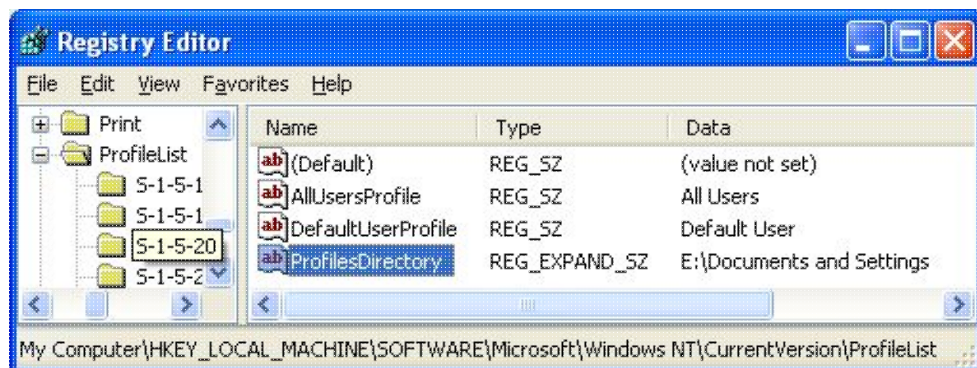 Registry Editor
File Edit View Favorites Help
Print
ProfileList
S-1-5-1
S-1-5-1
S-1-5-20
S-1-5-2
Name Type Data
(Default) REG_SZ (value not set)
AllUsersProfile REG_SZ All Users
DefaultUserProfile REG_SZ Default User
ProfilesDirectory REG_EXPAND_SZ E:\Documents and Settings
My Computer\HKEY_LOCAL_MACHINE\SOFTWARE\Microsoft\Windows NT\CurrentVersion\ProfileList